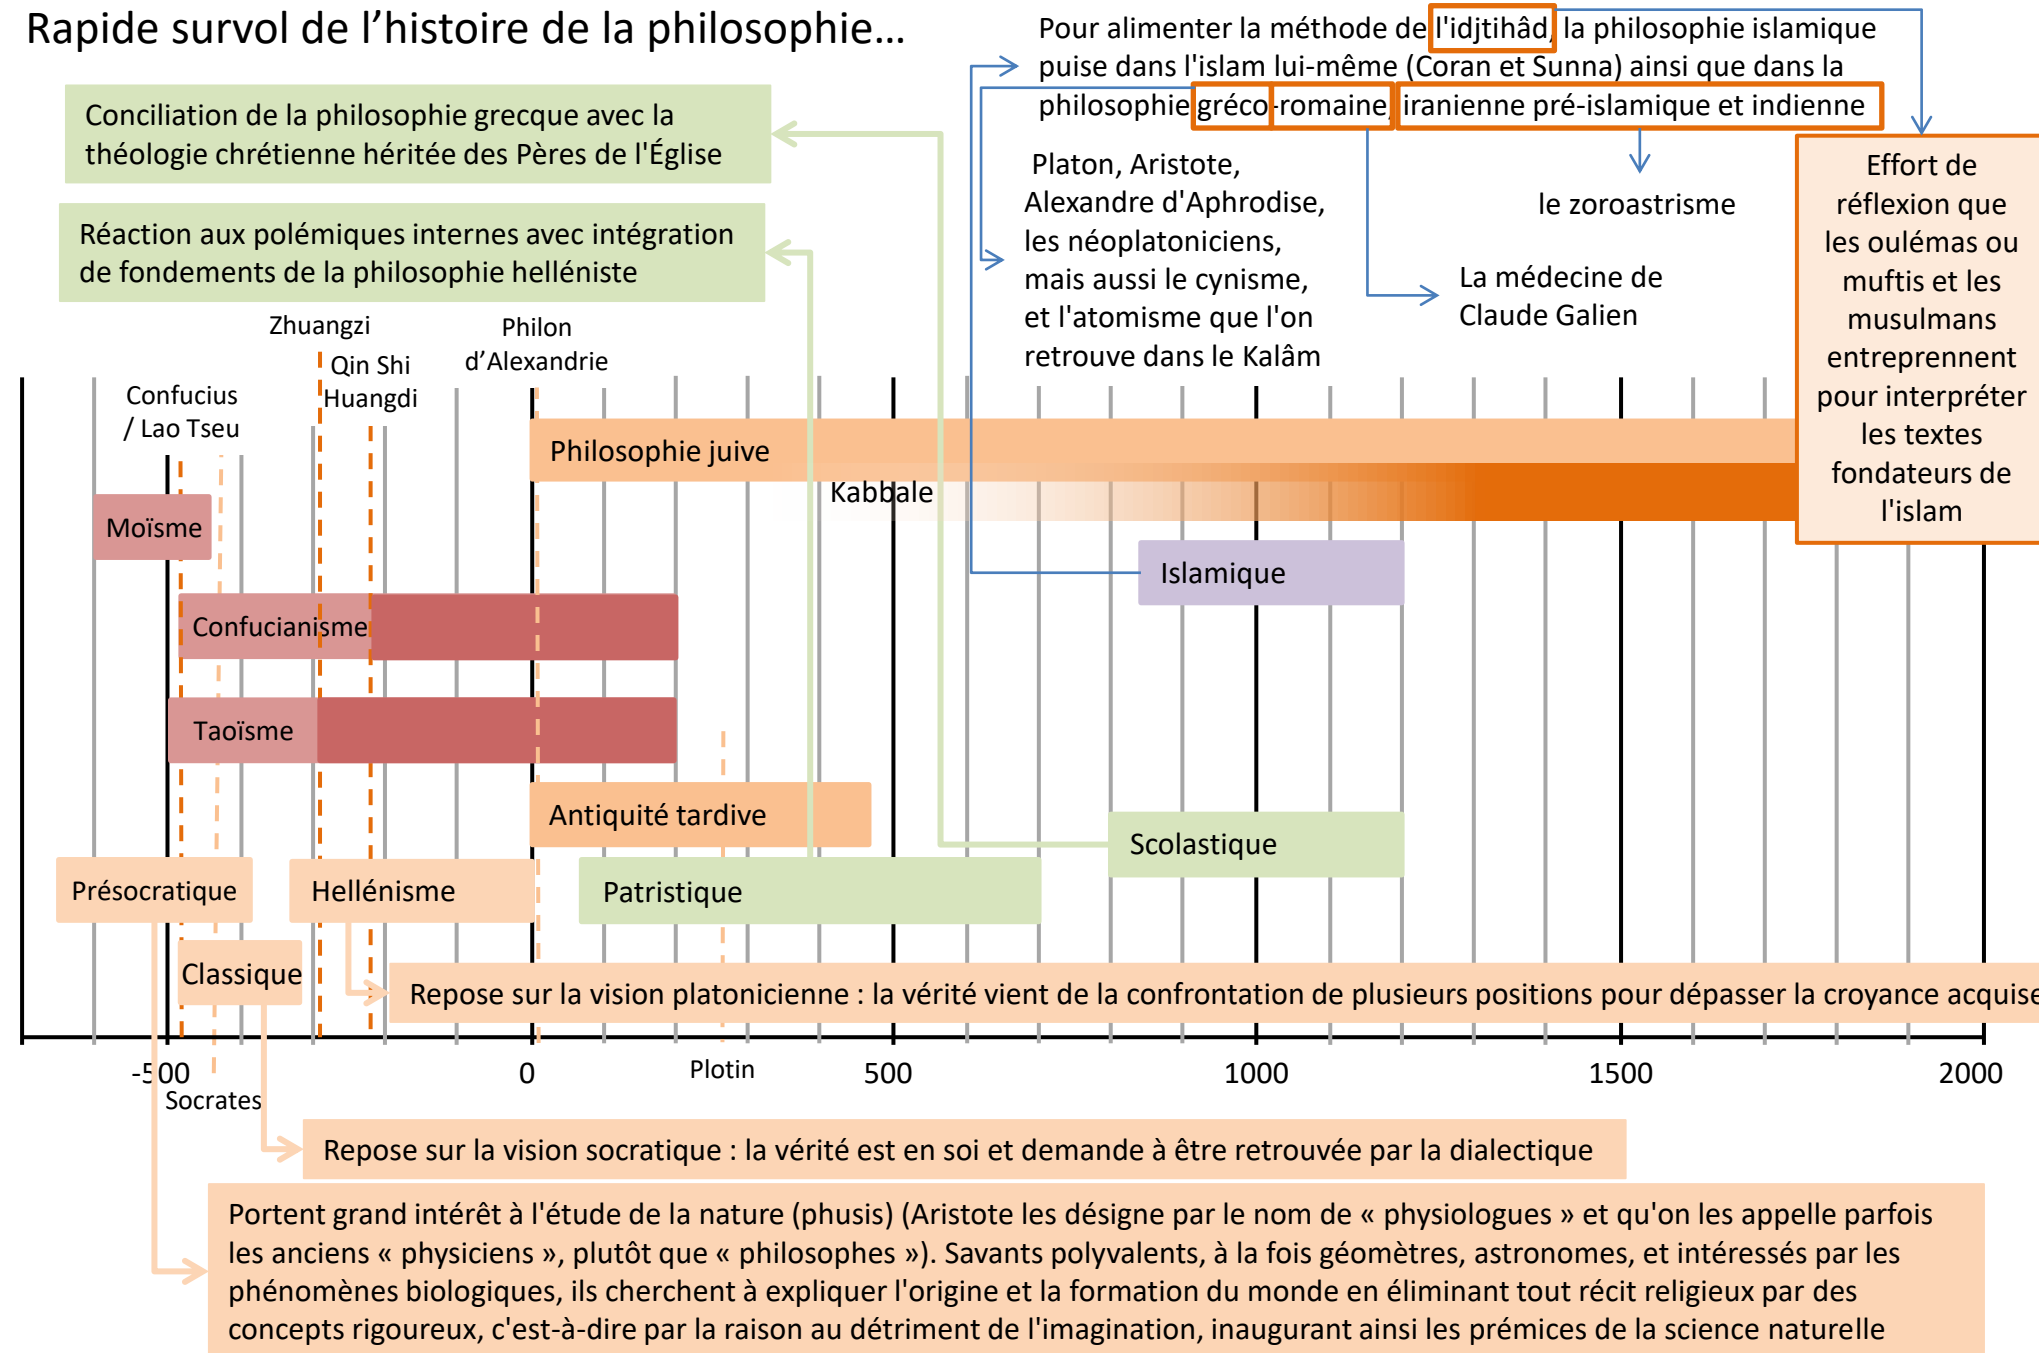 Rapide survol de l’histoire de la philosophie…
Pour alimenter la méthode de l'idjtihâd, la philosophie islamique
puise dans l'islam lui-même (Coran et Sunna) ainsi que dans la
philosophie gréco-romaine, iranienne pré-islamique et indienne
Conciliation de la philosophie grecque avec la
théologie chrétienne héritée des Pères de l'Église
Réaction aux polémiques internes avec intégration
de fondements de la philosophie helléniste
Platon, Aristote,
Alexandre d'Aphrodise,
les néoplatoniciens,
mais aussi le cynisme,
et l'atomisme que l'on
retrouve dans le Kalâm
le zoroastrisme
La médecine de
Claude Galien
Effort de
réflexion que
les oulémas ou
muftis et les
musulmans
entreprennent
pour interpréter
les textes
fondateurs de
l'islam
Zhuangzi
Qin Shi
Huangdi
Philon
d’Alexandrie
Confucius
/ Lao Tseu
Philosophie juive
Kabbale
Moïsme
Islamique
Confucianisme
Taoïsme
Antiquité tardive
Scolastique
Présocratique
Hellénisme
Patristique
Classique
Repose sur la vision platonicienne : la vérité vient de la confrontation de plusieurs positions pour dépasser la croyance acquise
-500
0
Plotin
500
1000
1500
2000
Socrates
Repose sur la vision socratique : la vérité est en soi et demande à être retrouvée par la dialectique
Portent grand intérêt à l'étude de la nature (phusis) (Aristote les désigne par le nom de « physiologues » et qu'on les appelle parfois
les anciens « physiciens », plutôt que « philosophes »). Savants polyvalents, à la fois géomètres, astronomes, et intéressés par les
phénomènes biologiques, ils cherchent à expliquer l'origine et la formation du monde en éliminant tout récit religieux par des
concepts rigoureux, c'est-à-dire par la raison au détriment de l'imagination, inaugurant ainsi les prémices de la science naturelle